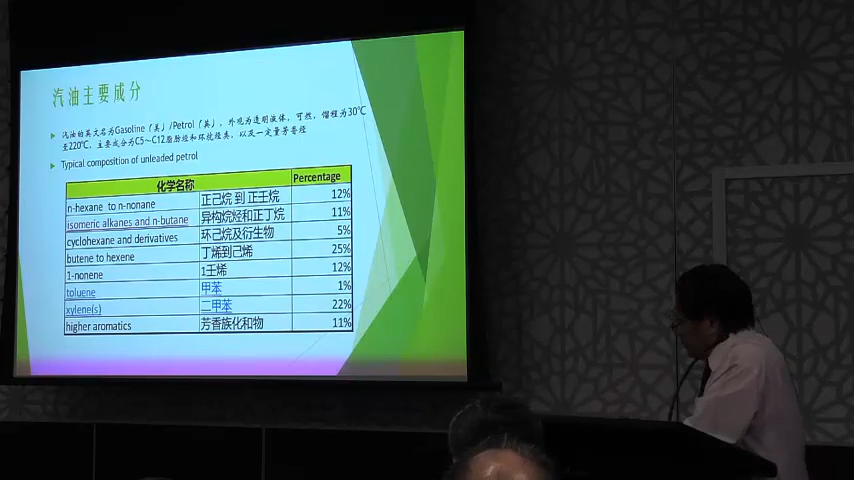 汽油主要成分
汽油的英文名为Gasoline（美）/Petrol（英），外观为透明液体，可燃，馏程为30℃
至220℃，主要成分为C5～C12脂肪烃和环烷烃类，以及一定量芳香烃
Typical composition of unleaded petrol
化学名称 Percentage
n-hexane to n-nonane 正己烷 到 正壬烷 12%
isomeric alkanes and n-butane 异构烷烃和正丁烷 11%
cyclohexane and derivatives 环己烷及衍生物 5%
butene to hexene 丁烯到己烯 25%
1-nonene 1壬烯 12%
toluene 甲苯 1%
xylene(s) 二甲苯 22%
higher aromatics 芳香族化和物 11%